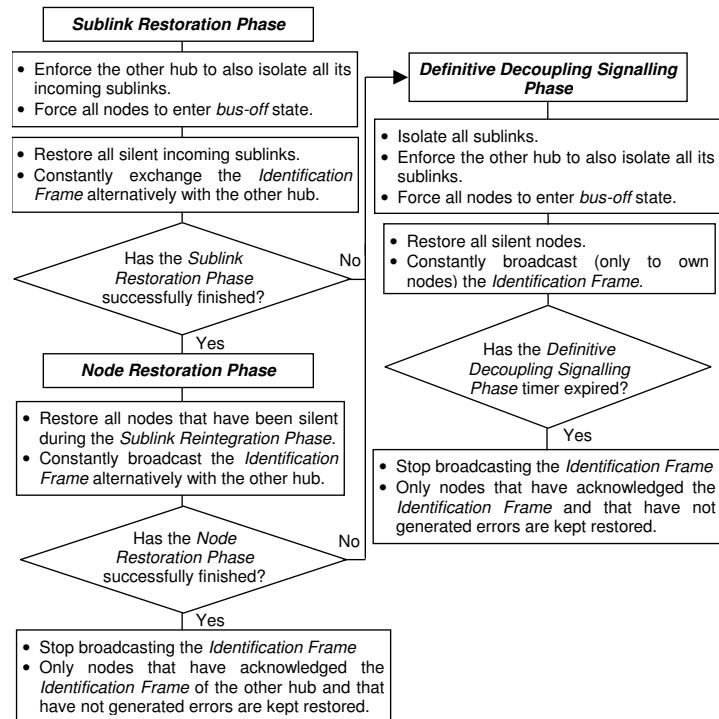 Sublink Restoration Phase
• Enforce the other hub to also isolate all its
incoming sublinks.
• Force all nodes to enter bus-off state.
• Restore all silent incoming sublinks.
• Constantly exchange the Identification
Frame alternatively with the other hub.
Has the Sublink
Restoration Phase
successfully finished?
No
Yes
Node Restoration Phase
• Restore all nodes that have been silent
during the Sublink Reintegration Phase.
• Constantly broadcast the Identification
Frame alternatively with the other hub.
Has the Node
Restoration Phase
successfully finished?
No
Yes
• Stop broadcasting the Identification Frame
• Only nodes that have acknowledged the
Identification Frame of the other hub and that
have not generated errors are kept restored.
Definitive Decoupling Signalling
Phase
• Isolate all sublinks.
• Enforce the other hub to also isolate all its
sublinks.
• Force all nodes to enter bus-off state.
• Restore all silent nodes.
• Constantly broadcast (only to own
nodes) the Identification Frame.
Has the Definitive
Decoupling Signalling
Phase timer expired?
Yes
• Stop broadcasting the Identification Frame
• Only nodes that have acknowledged the
Identification Frame and that have not
generated errors are kept restored.